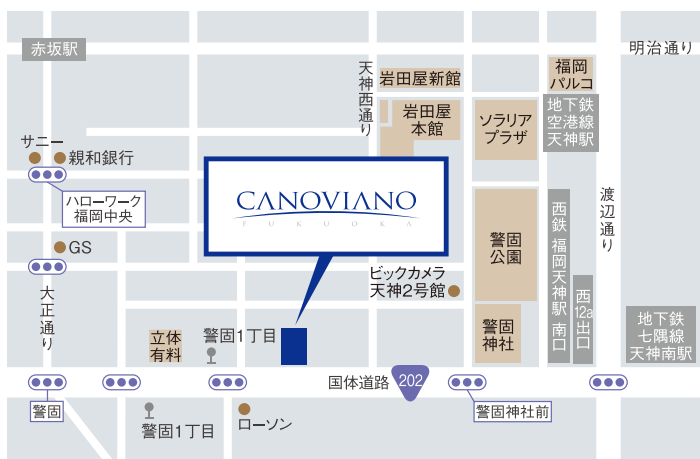 明治通り
赤坂駅
天神西通り
岩田屋新館
福岡
パルコ
岩田屋
本館
ソラリア
プラザ
地下鉄
空港線
天神駅
サニー
親和銀行
ハローワーク
福岡中央
CANOVIANO
FUKUOKA
渡辺通り
警固
公園
西鉄 福岡天神駅 南口
GS
ビックカメラ
天神2号館
大正通り
西12a出口
立体
有料
警固1丁目
警固
神社
地下鉄
七隈線
天神南駅
国体道路
202
警固
警固1丁目
ローソン
警固神社前